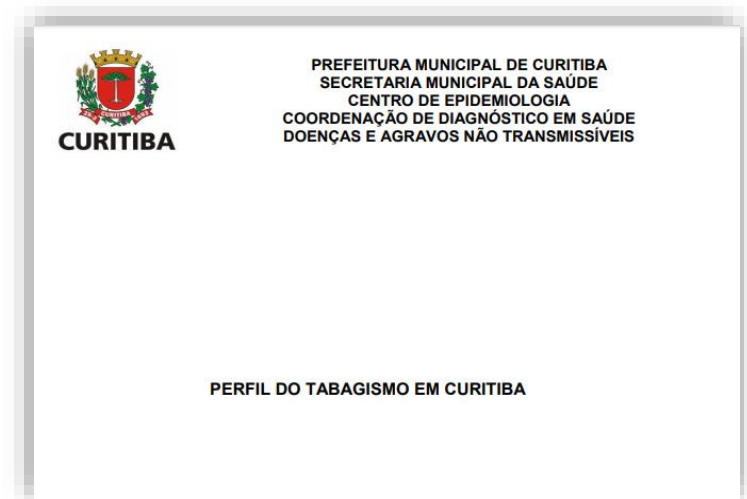 PREFEITURA MUNICIPAL DE CURITIBA
SECRETARIA MUNICIPAL DA SAÚDE
CENTRO DE EPIDEMIOLOGIA
COORDENAÇÃO DE DIAGNÓSTICO EM SAÚDE
DOENÇAS E AGRAVOS NÃO TRANSMISSÍVEIS
CURITIBA
PERFIL DO TABAGISMO EM CURITIBA